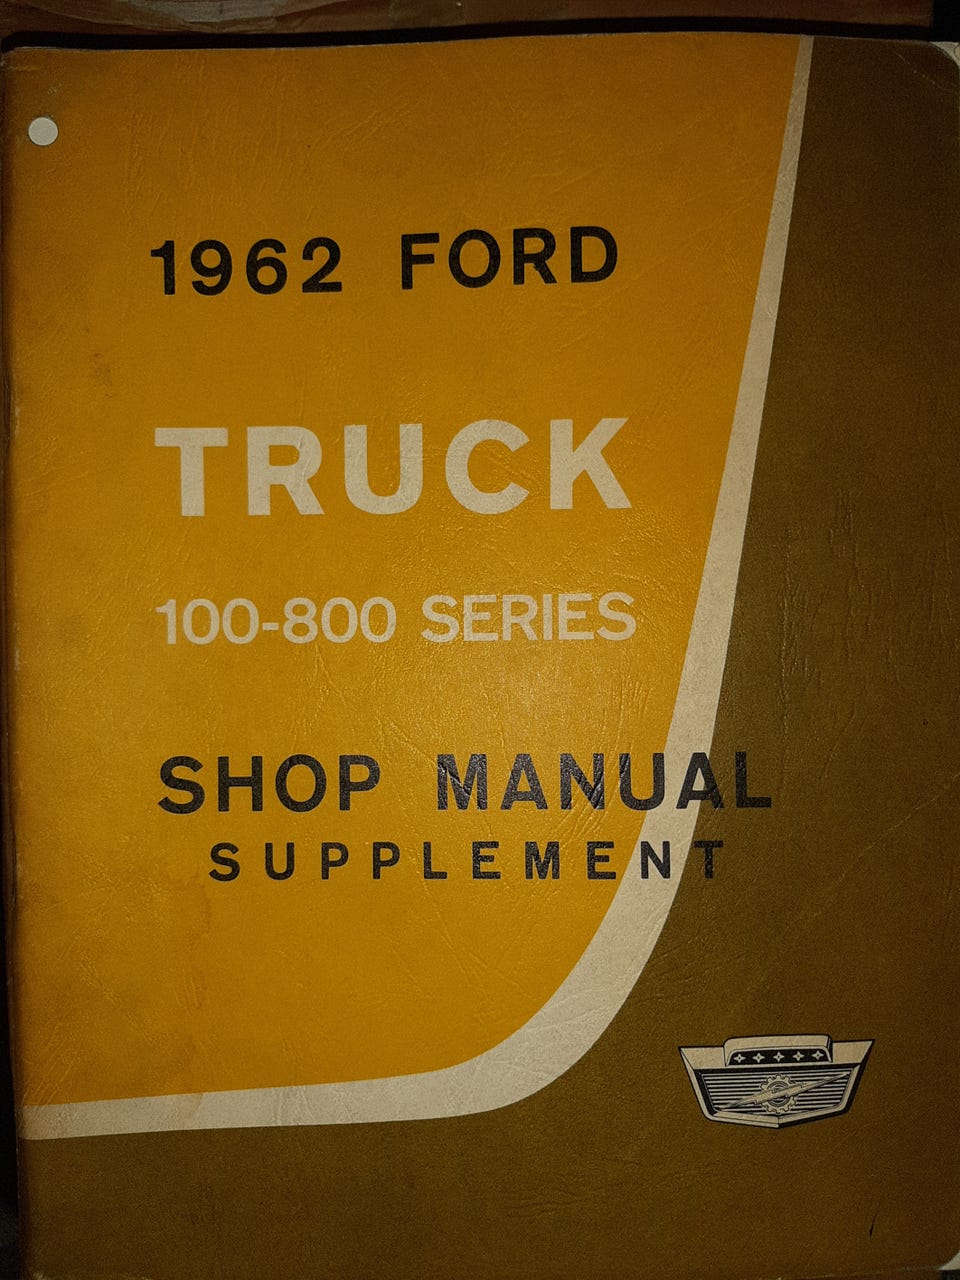 1962 FORD
TRUCK
100-800 SERIES
SHOP MANUAL
SUPPLEMENT